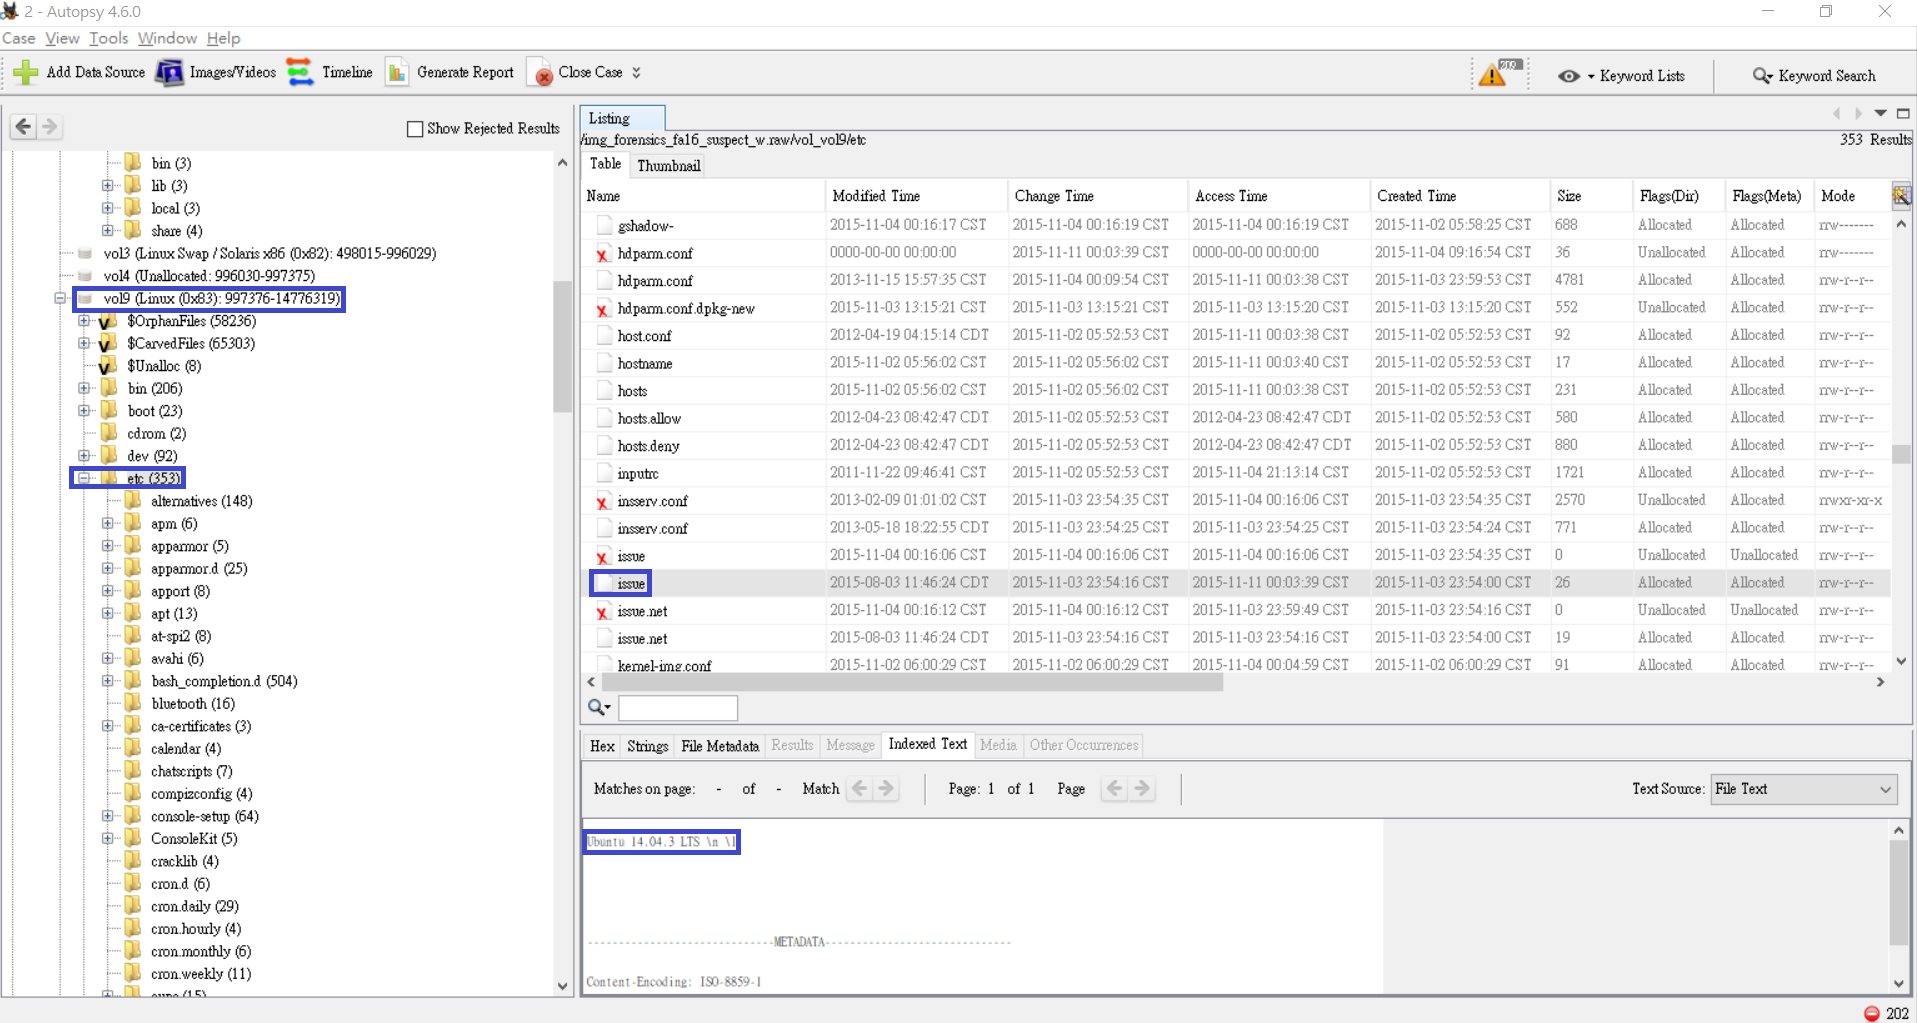 2 - Autopsy 4.6.0
Case View Tools Window Help
Add Data Source Images/Videos Timeline Generate Report Close Case
209
Keyword Lists Keyword Search
Show Rejected Results
bin (3)
lib (3)
local (3)
share (4)
vol3 (Linux Swap / Solaris x86 (0x82): 498015-996029)
vol4 (Unallocated: 996030-997375)
vol9 (Linux (0x83): 997376-14776319)
$OrphanFiles (58236)
$CarvedFiles (65303)
$Unalloc (8)
bin (206)
boot (23)
cdrom (2)
dev (92)
etc (353)
alternatives (148)
apm (6)
apparmor (5)
apparmor.d (25)
apport (8)
apt (13)
at-spi2 (8)
avahi (6)
bash_completion.d (504)
bluetooth (16)
ca-certificates (3)
calendar (4)
chatscripts (7)
compizconfig (4)
console-setup (64)
ConsoleKit (5)
cracklib (4)
cron.d (6)
cron.daily (29)
cron.hourly (4)
cron.monthly (6)
cron.weekly (11)
Listing
/img_forensics_fa16_suspect_w.raw/vol_vol9/etc
353 Results
Table Thumbnail
Name Modified Time Change Time Access Time Created Time Size Flags(Dir) Flags(Meta) Mode
gshadow- 2015-11-04 00:16:17 CST 2015-11-04 00:16:19 CST 2015-11-04 00:16:19 CST 2015-11-02 05:58:25 CST 688 Allocated Allocated rrw-------
hdparm.conf 0000-00-00 00:00:00 2015-11-11 00:03:39 CST 0000-00-00 00:00:00 2015-11-04 09:16:54 CST 36 Unallocated Allocated rrw-------
hdparm.conf 2013-11-15 15:57:35 CST 2015-11-04 00:09:54 CST 2015-11-11 00:03:38 CST 2015-11-03 23:59:53 CST 4781 Allocated Allocated rrw-r--r--
hdparm.conf.dpkg-new 2015-11-03 13:15:21 CST 2015-11-03 13:15:21 CST 2015-11-03 13:15:20 CST 2015-11-03 13:15:20 CST 552 Unallocated Allocated rrw-r--r--
host.conf 2012-04-19 04:15:14 CDT 2015-11-02 05:52:53 CST 2015-11-11 00:03:38 CST 2015-11-02 05:52:53 CST 92 Allocated Allocated rrw-r--r--
hostname 2015-11-02 05:56:02 CST 2015-11-02 05:56:02 CST 2015-11-11 00:03:40 CST 2015-11-02 05:52:53 CST 17 Allocated Allocated rrw-r--r--
hosts 2015-11-02 05:56:02 CST 2015-11-02 05:56:02 CST 2015-11-11 00:03:38 CST 2015-11-02 05:52:53 CST 231 Allocated Allocated rrw-r--r--
hosts.allow 2012-04-23 08:42:47 CDT 2015-11-02 05:52:53 CST 2012-04-23 08:42:47 CDT 2015-11-02 05:52:53 CST 580 Allocated Allocated rrw-r--r--
hosts.deny 2012-04-23 08:42:47 CDT 2015-11-02 05:52:53 CST 2012-04-23 08:42:47 CDT 2015-11-02 05:52:53 CST 880 Allocated Allocated rrw-r--r--
inputrc 2011-11-22 09:46:41 CST 2015-11-02 05:52:53 CST 2015-11-04 21:13:14 CST 2015-11-02 05:52:53 CST 1721 Allocated Allocated rrw-r--r--
insserv.conf 2013-02-09 01:01:02 CST 2015-11-03 23:54:35 CST 2015-11-04 00:16:06 CST 2015-11-03 23:54:35 CST 2570 Unallocated Allocated rrwxr-xr-x
insserv.conf 2013-05-18 18:22:55 CDT 2015-11-03 23:54:25 CST 2015-11-03 23:54:25 CST 2015-11-03 23:54:24 CST 771 Allocated Allocated rrw-r--r--
issue 2015-11-04 00:16:06 CST 2015-11-04 00:16:06 CST 2015-11-04 00:16:06 CST 2015-11-03 23:54:35 CST 0 Unallocated Unallocated rrw-r--r--
issue 2015-08-03 11:46:24 CDT 2015-11-03 23:54:16 CST 2015-11-11 00:03:39 CST 2015-11-03 23:54:00 CST 26 Allocated Allocated rrw-r--r--
issue.net 2015-11-04 00:16:12 CST 2015-11-04 00:16:12 CST 2015-11-03 23:59:49 CST 2015-11-03 23:54:16 CST 0 Unallocated Unallocated rrw-r--r--
issue.net 2015-08-03 11:46:24 CDT 2015-11-03 23:54:16 CST 2015-11-03 23:54:16 CST 2015-11-03 23:54:00 CST 19 Allocated Allocated rrw-r--r--
kernel-img.conf 2015-11-02 06:00:29 CST 2015-11-02 06:00:29 CST 2015-11-04 00:04:59 CST 2015-11-02 06:00:29 CST 91 Allocated Allocated rrw-r--r--
Hex Strings File Metadata Results Message Indexed Text Media Other Occurrences
Matches on page: - of - Match Page: 1 of 1 Page Text Source: File Text
Ubuntu 14.04.3 LTS \n \l
------------------------------METADATA------------------------------
Content-Encoding: ISO-8859-1
202